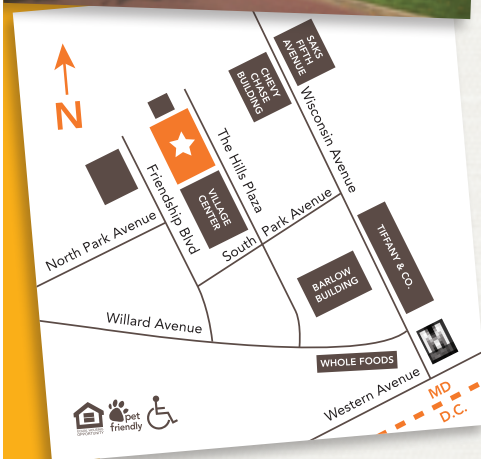 SAKS
FIFTH
AVENUE
CHEVY
CHASE
BUILDING
N
Wisconsin Avenue
The Hills Plaza
Friendship Blvd
VILLAGE
CENTER
North Park Avenue
South Park Avenue
TIFFANY & CO.
BARLOW
BUILDING
Willard Avenue
M
WHOLE FOODS
Western Avenue
MD
D.C.
pet
friendly
OPPORTUNITY